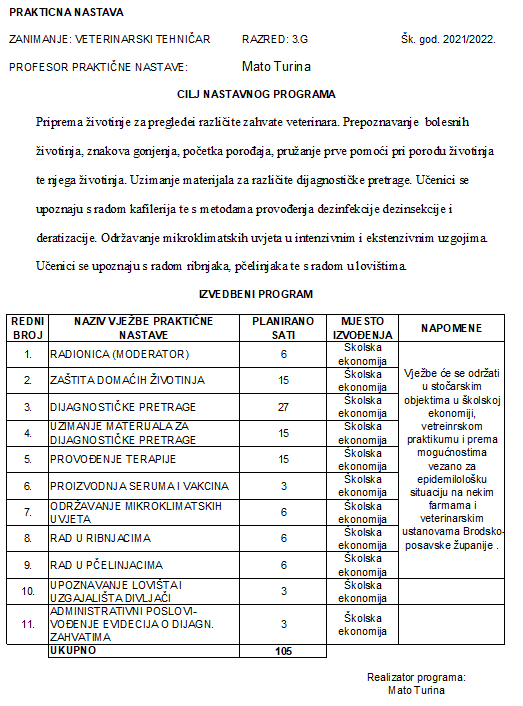 PRAKTICNA NASTAVA
ZANIMANJE: VETERINARSKI TEHNIČAR RAZRED: 3.G Šk. god. 2021/2022.
PROFESOR PRAKTIČNE NASTAVE: Mato Turina
CILJ NASTAVNOG PROGRAMA
Priprema životinje za pregledei različite zahvate veterinara. Prepoznavanje bolesnih
životinja, znakova gonjenja, početka porođaja, pružanje prve pomoći pri porodu životinja
te njega životinja. Uzimanje materijala za različite dijagnostičke pretrage. Učenici se
upoznaju s radom kafilerija te s metodama provođenja dezinfekcije dezinsekcije i
deratizacije. Održavanje mikroklimatskih uvjeta u intenzivnim i ekstenzivnim uzgojima.
Učenici se upoznaju s radom ribnjaka, pčelinjaka te s radom u lovištima.
IZVEDBENI PROGRAM
REDNI BROJ NAZIV VJEŽBE PRAKTIČNE NASTAVE PLANIRANO SATI MJESTO IZVOĐENJA NAPOMENE
1. RADIONICA (MODERATOR) 6 Školska ekonomija
2. ZAŠTITA DOMAĆIH ŽIVOTINJA 15 Školska ekonomija
3. DIJAGNOSTIČKE PRETRAGE 27 Školska ekonomija
4. UZIMANJE MATERIJALA ZA DIJAGNOSTIČKE PRETRAGE 15 Školska ekonomija
5. PROVOĐENJE TERAPIJE 15 Školska ekonomija
6. PROIZVODNJA SERUMA I VAKCINA 3 Školska ekonomija
7. ODRŽAVANJE MIKROKLIMATSKIH UVJETA 6 Školska ekonomija
8. RAD U RIBNJACIMA 6 Školska ekonomija
9. RAD U PČELINJACIMA 6 Školska ekonomija
Vježbe će se održati
u stočarskim
objektima u školskoj
ekonomiji,
vetreinrskom
praktikumu i prema
mogućnostima
vezano za
epidemilološku
situaciju na nekim
farmama i
veterinarskim
ustanovama Brodsko-
posavske županije .
10. UPOZNAVANJE LOVIŠTA I UZGAJALIŠTA DIVLJAČI 3 Školska ekonomija
11. ADMINISTRATIVNI POSLOVI- VOĐENJE EVIDECIJA O DIJAGN. ZAHVATIMA 3 Školska ekonomija
UKUPNO 105
Realizator programa:
Mato Turina